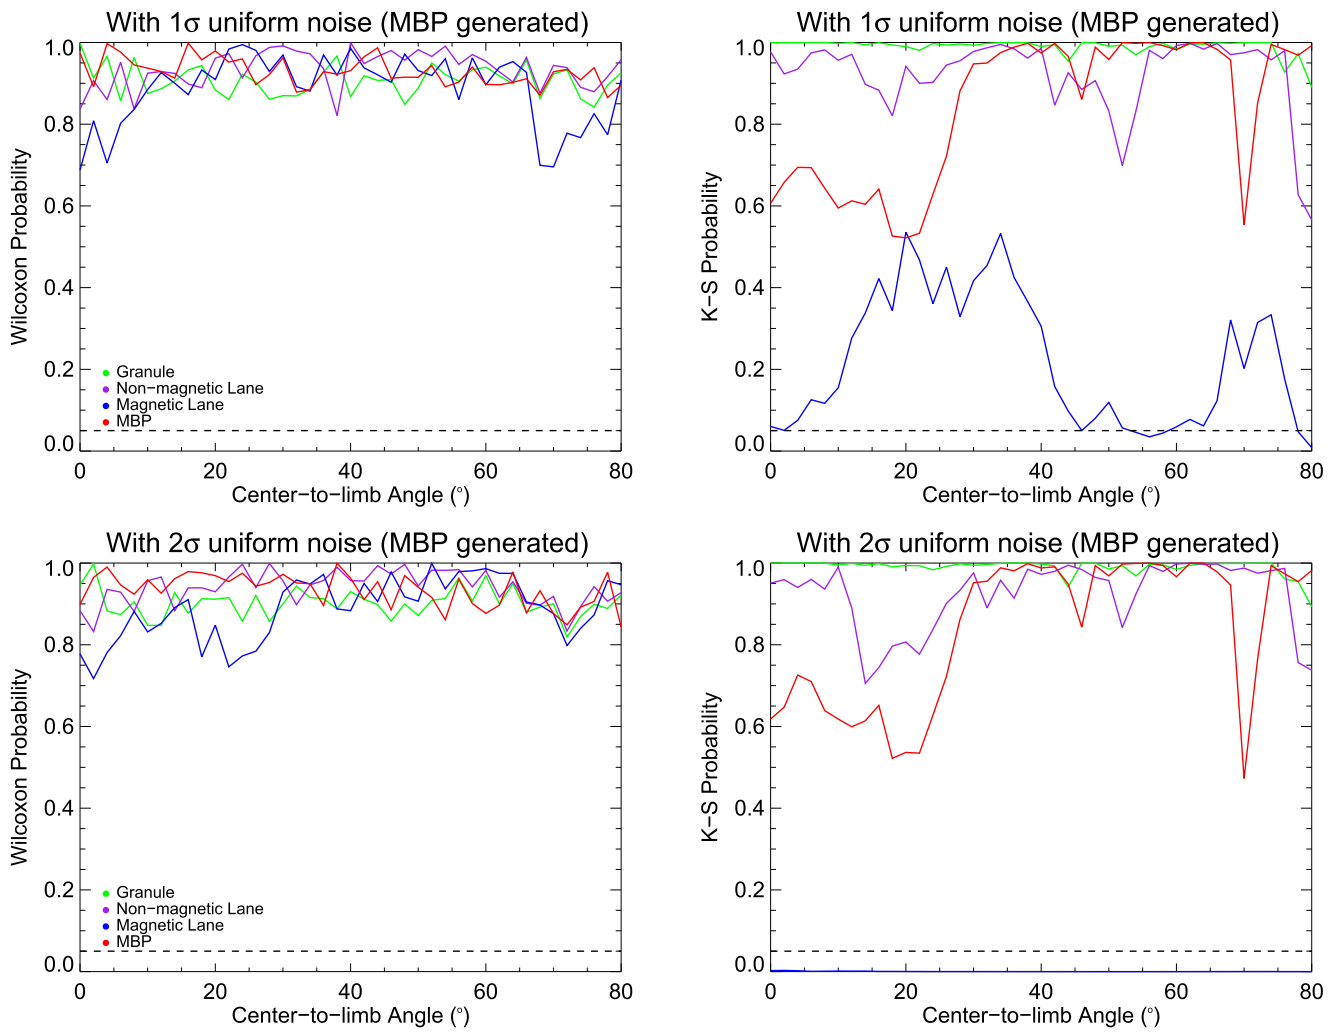 With 1σ uniform noise (MBP generated)
1.0
0.8
0.6
0.4
0.2
0.0
Wilcoxon Probability
Granule
Non−magnetic Lane
Magnetic Lane
MBP
0 20 40 60 80
Center−to−limb Angle (°)
With 1σ uniform noise (MBP generated)
1.0
0.8
0.6
0.4
0.2
0.0
K−S Probability
0 20 40 60 80
Center−to−limb Angle (°)
With 2σ uniform noise (MBP generated)
1.0
0.8
0.6
0.4
0.2
0.0
Wilcoxon Probability
Granule
Non−magnetic Lane
Magnetic Lane
MBP
0 20 40 60 80
Center−to−limb Angle (°)
With 2σ uniform noise (MBP generated)
1.0
0.8
0.6
0.4
0.2
0.0
K−S Probability
0 20 40 60 80
Center−to−limb Angle (°)